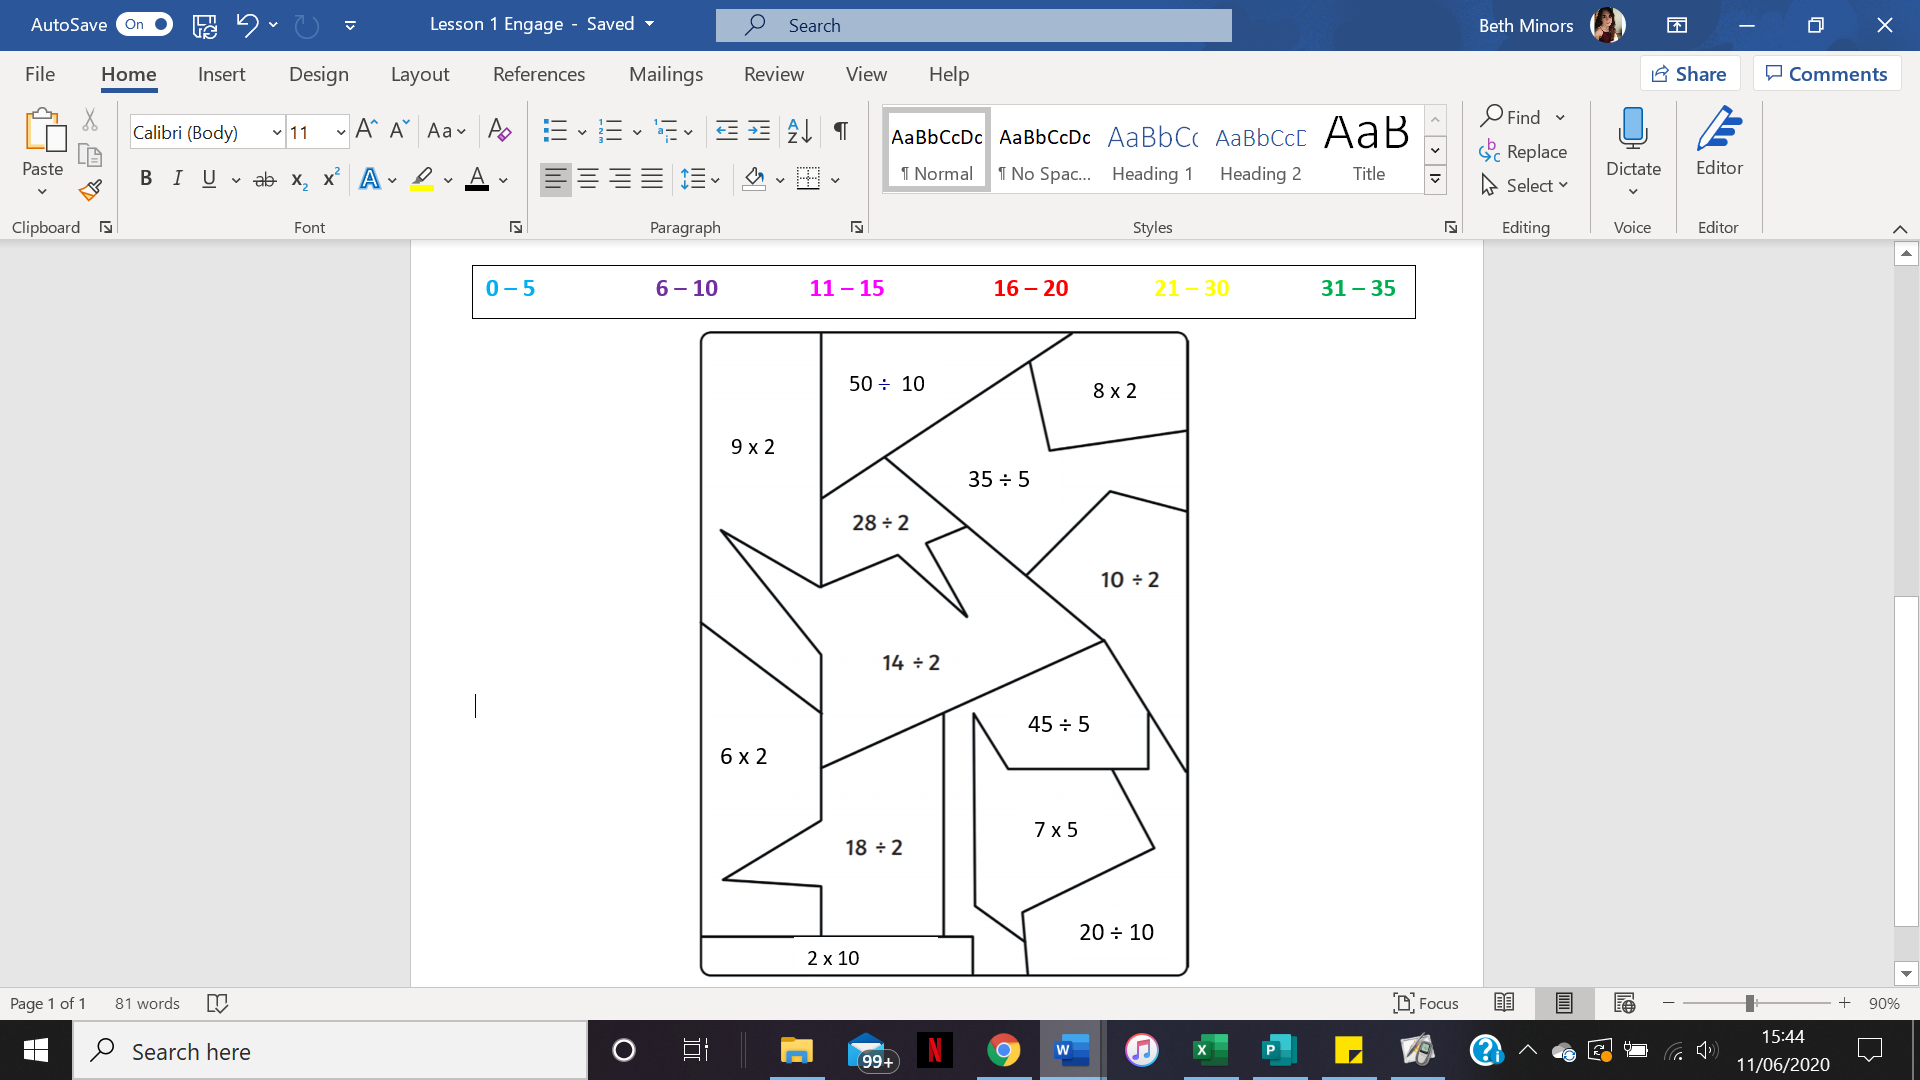 AutoSave On
Lesson 1 Engage - Saved
Search
Beth Minors
File Home Insert Design Layout References Mailings Review View Help
Share Comments
Paste
Clipboard
Calibri (Body) 11
Aa
B I U ab x2 x2 A A
Font
Paragraph
AaBbCcDc
¶ Normal
AaBbCcDc
¶ No Spac...
AaBbCc
Heading 1
AaBbCcE
Heading 2
AaB
Title
Styles
Find
Replace
Select
Editing
Dictate
Voice
Editor
Editor
0 – 5 6 – 10 11 – 15 16 – 20 21 – 30 31 – 35
50 ÷ 10
8 x 2
9 x 2
35 ÷ 5
28 ÷ 2
10 ÷ 2
14 ÷ 2
45 ÷ 5
6 x 2
7 x 5
18 ÷ 2
20 ÷ 10
2 x 10
Page 1 of 1 81 words
Focus
90%
Search here
99+
15:44
11/06/2020